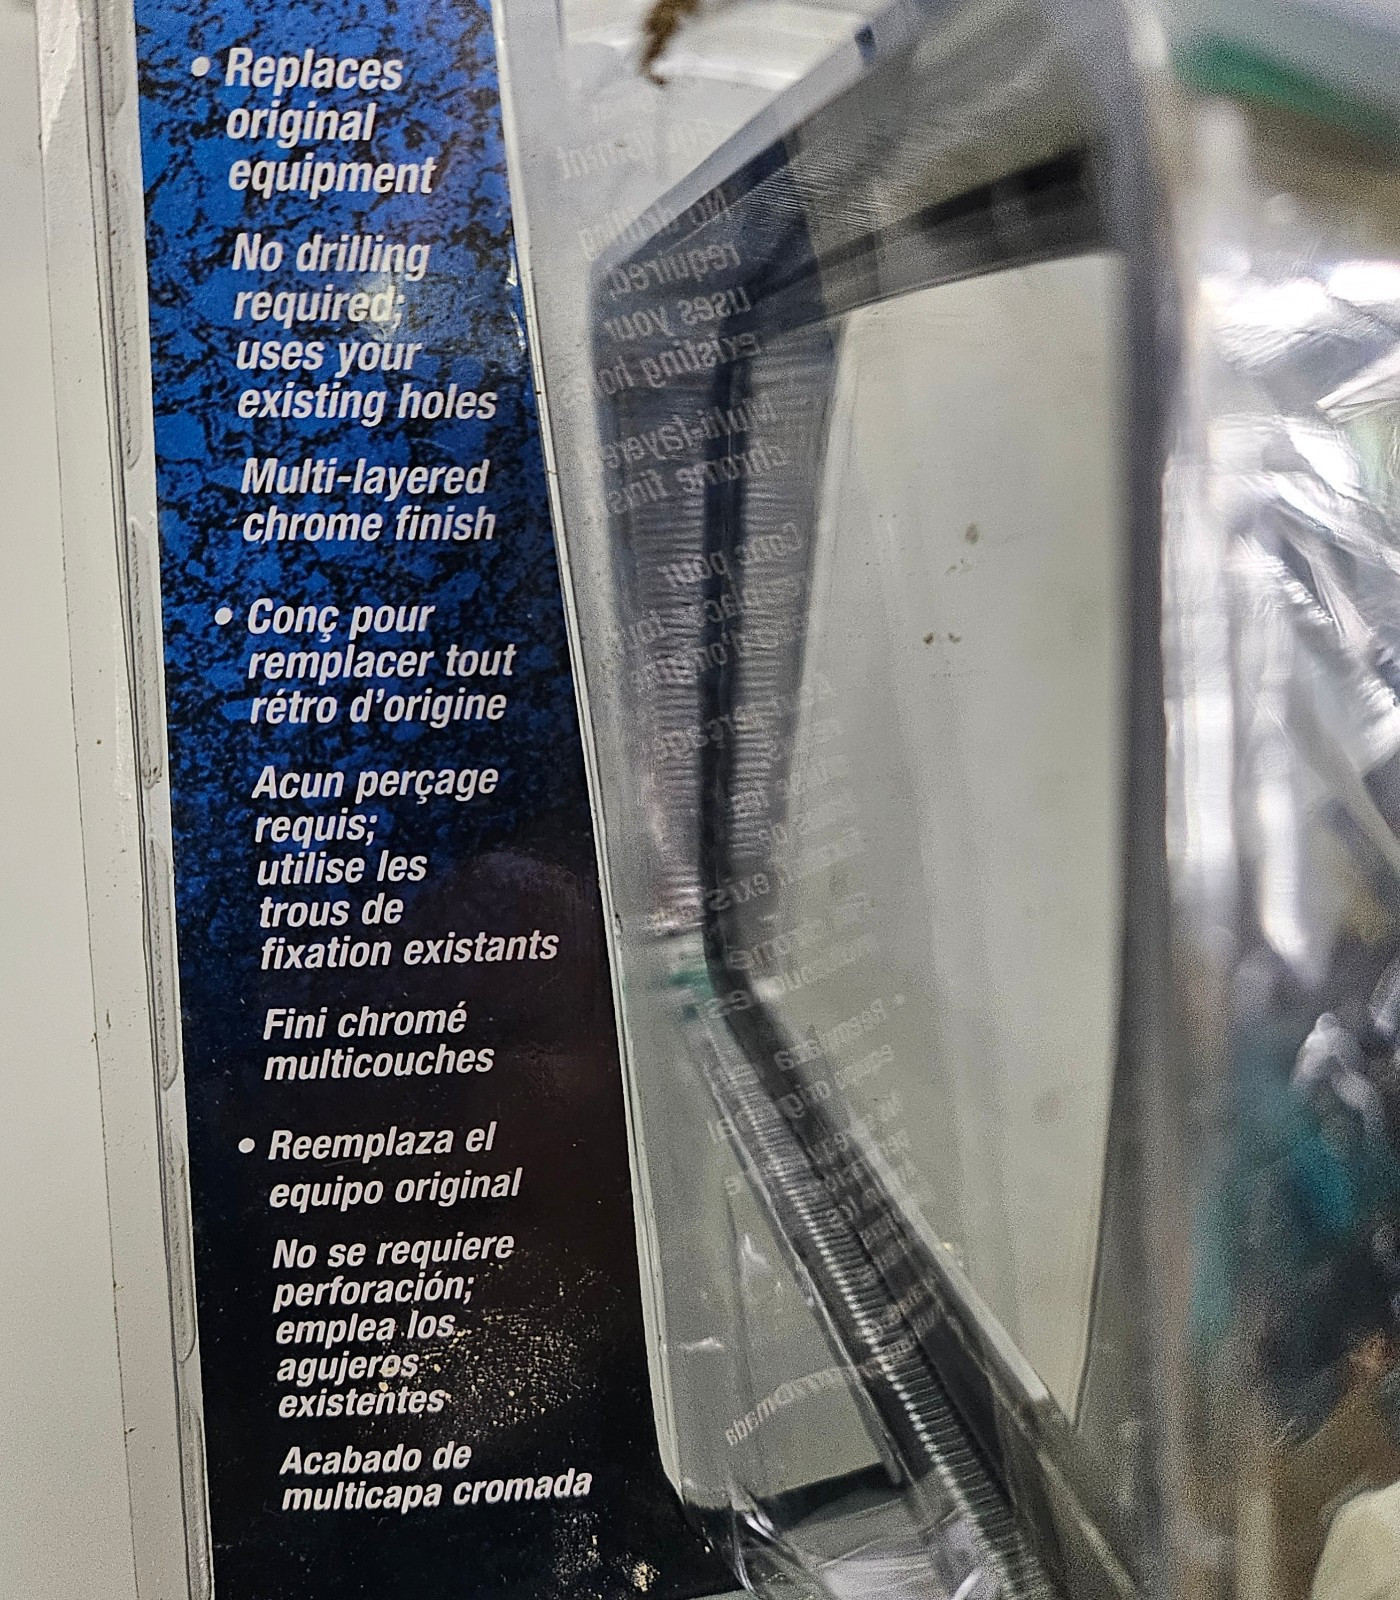 • Replaces
original
equipment
No drilling
required;
uses your
existing holes
Multi-layered
chrome finish
• Conç pour
remplacer tout
rétro d'origine
Acun perçage
requis;
utilise les
trous de
fixation existants
Fini chromé
multicouches
• Reemplaza el
equipo original
No se requiere
perforación;
emplea los
agujeros
existentes
Acabado de
multicapa cromada